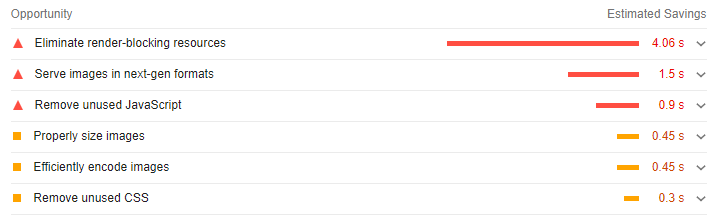 Opportunity Estimated Savings
Eliminate render-blocking resources 4.06 s
Serve images in next-gen formats 1.5 s
Remove unused JavaScript 0.9 s
Properly size images 0.45 s
Efficiently encode images 0.45 s
Remove unused CSS 0.3 s